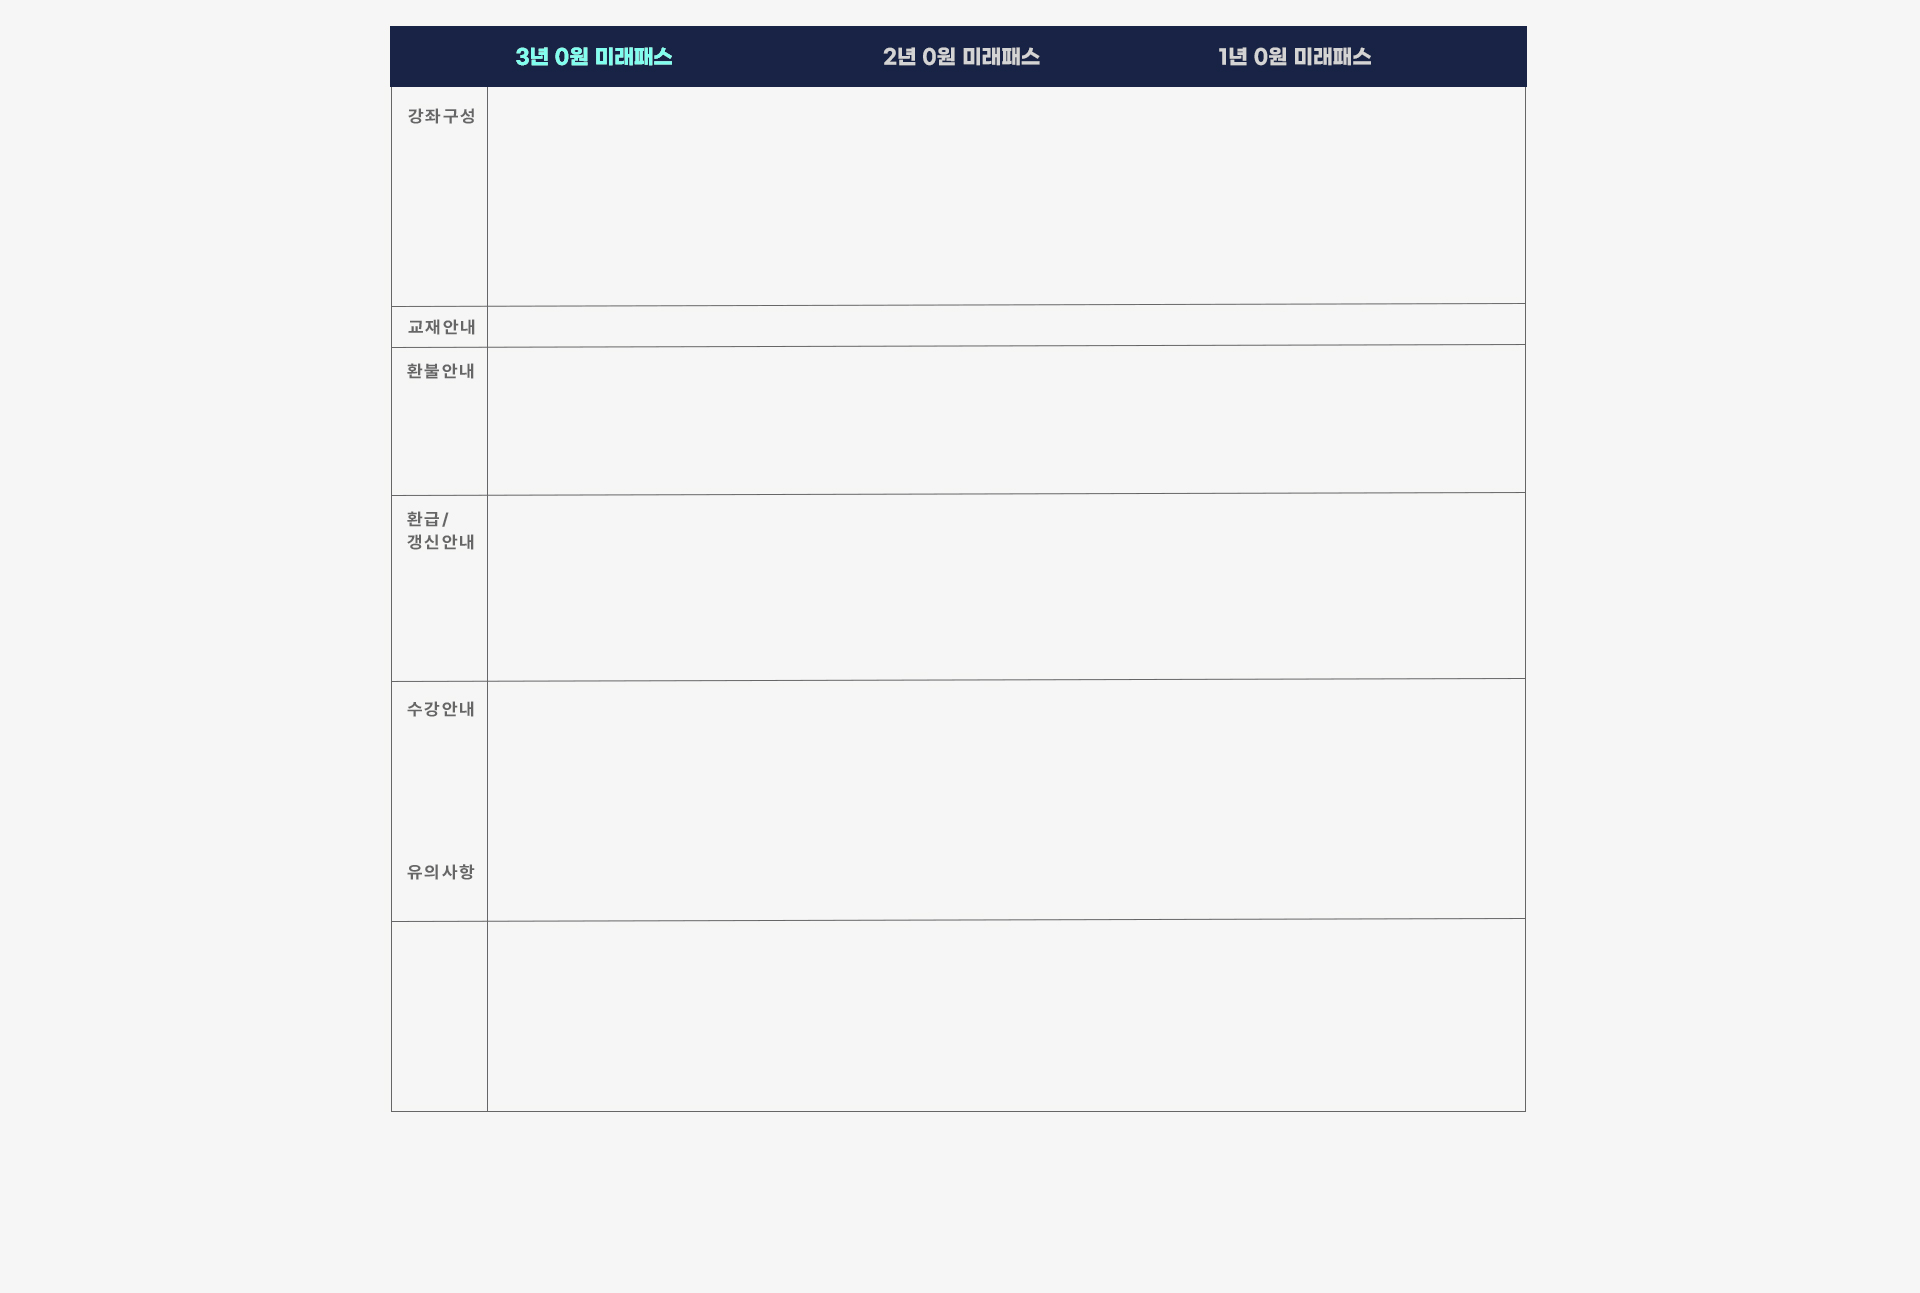 3년 0원 미래패스
2년 0원 미래패스
1년 0원 미래패스
강좌구성
교재안내
환불안내
환급/
갱신안내
수강안내
유의사항